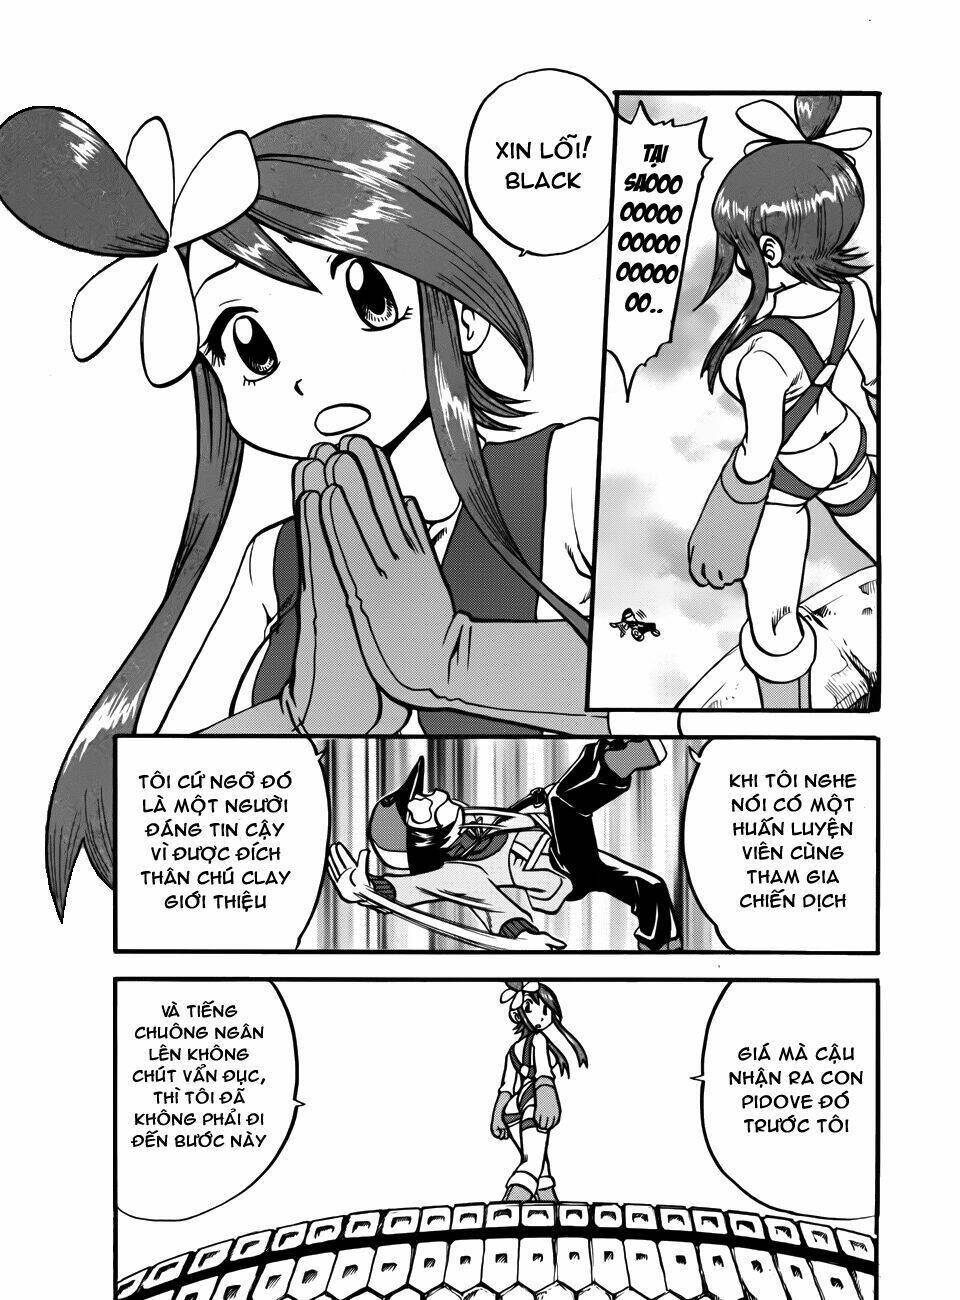 TẠI
SAOOO
OOOOO
OOOOO
OOOOO
OO..
XIN LỖI!
BLACK
KHI TÔI NGHE
NÓI CÓ MỘT
HUẤN LUYỆN
VIÊN CÙNG
THAM GIA
CHIẾN DỊCH
TÔI CỨ NGỠ ĐÓ
LÀ MỘT NGƯỜI
ĐÁNG TIN CẬY
VÌ ĐƯỢC ĐÍCH
THÂN CHÚ CLAY
GIỚI THIỆU
GIÁ MÀ CẬU
NHẬN RA CON
PIDOVE ĐÓ
TRƯỚC TÔI
VÀ TIẾNG
CHUÔNG NGÂN
LÊN KHÔNG
CHÚT VẨN ĐỤC,
THÌ TÔI ĐÃ
KHÔNG PHẢI ĐI
ĐẾN BƯỚC NÀY